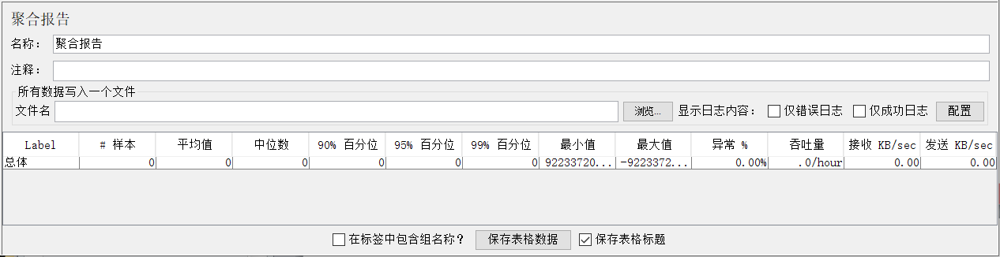 聚合报告
名称： 聚合报告
注释：
所有数据写入一个文件
文件名 浏览... 显示日志内容： 仅错误日志 仅成功日志 配置
Label # 样本 平均值 中位数 90% 百分位 95% 百分位 99% 百分位 最小值 最大值 异常 % 吞吐量 接收 KB/sec 发送 KB/sec
总体 0 0 0 0 0 0 92233720... -9223372... 0.00% .0/hour 0.00 0.00
在标签中包含组名称？ 保存表格数据 保存表格标题